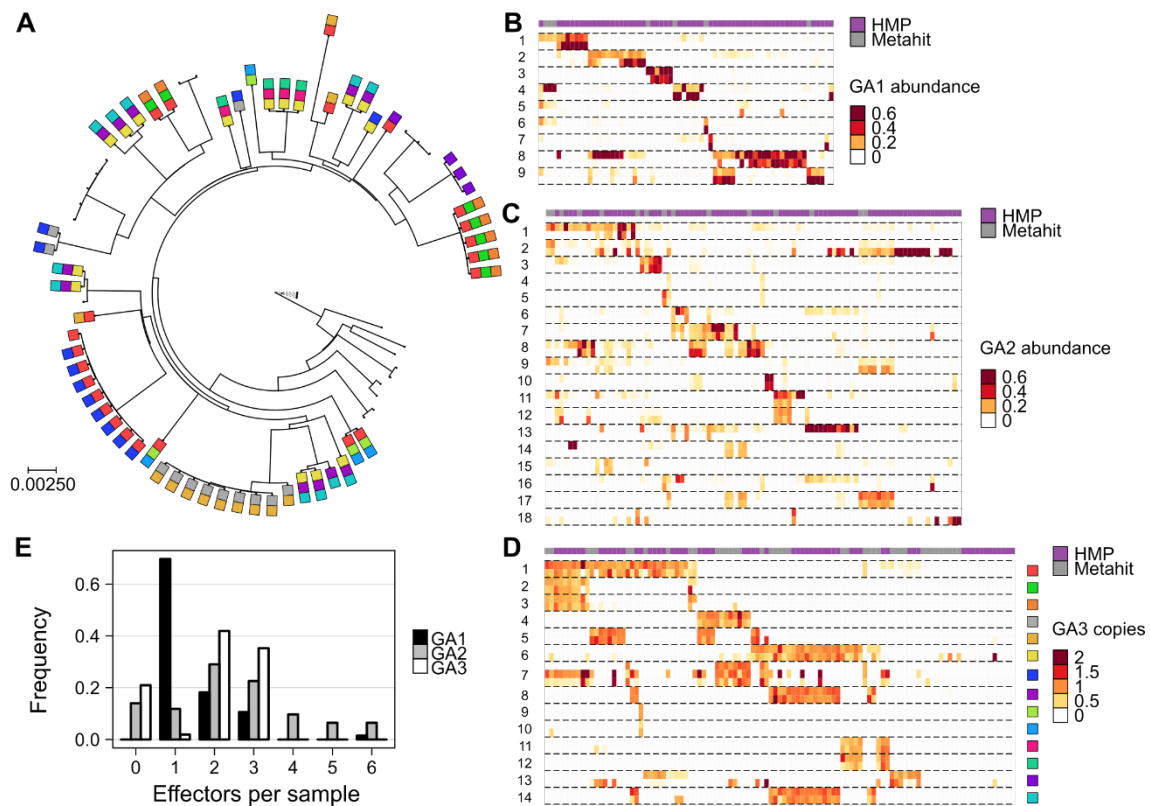 A
0.00250
B
HMP
Metahit
GA1 abundance
0.6
0.4
0.2
0
1
2
3
4
5
6
7
8
9
C
HMP
Metahit
GA2 abundance
0.6
0.4
0.2
0
1
2
3
4
5
6
7
8
9
10
11
12
13
14
15
16
17
18
D
HMP
Metahit
GA3 copies
2
1.5
1
0.5
0
1
2
3
4
5
6
7
8
9
10
11
12
13
14
E
Frequency
0.6
0.4
0.2
0.0
0 1 2 3 4 5 6
Effectors per sample
GA1
GA2
GA3